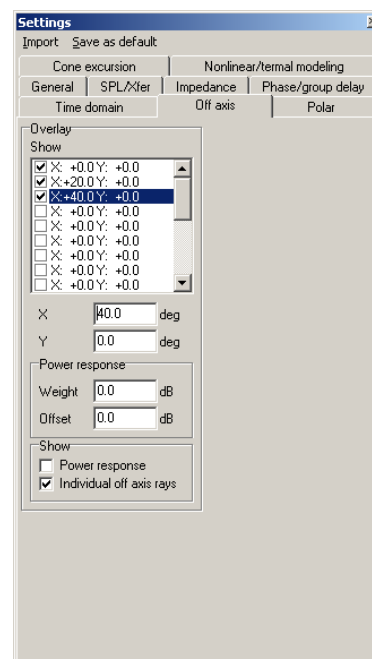 Settings
Import Save as default
Cone excursion Nonlinear/termal modeling
General SPL/Xfer Impedance Phase/group delay
Time domain Off axis Polar
Overlay
Show
X: +0.0 Y: +0.0
X:+20.0 Y: +0.0
X:+40.0 Y: +0.0
X: +0.0 Y: +0.0
X: +0.0 Y: +0.0
X: +0.0 Y: +0.0
X: +0.0 Y: +0.0
X: +0.0 Y: +0.0
X: +0.0 Y: +0.0
X 40.0 deg
Y 0.0 deg
Power response
Weight 0.0 dB
Offset 0.0 dB
Show
Power response
Individual off axis rays